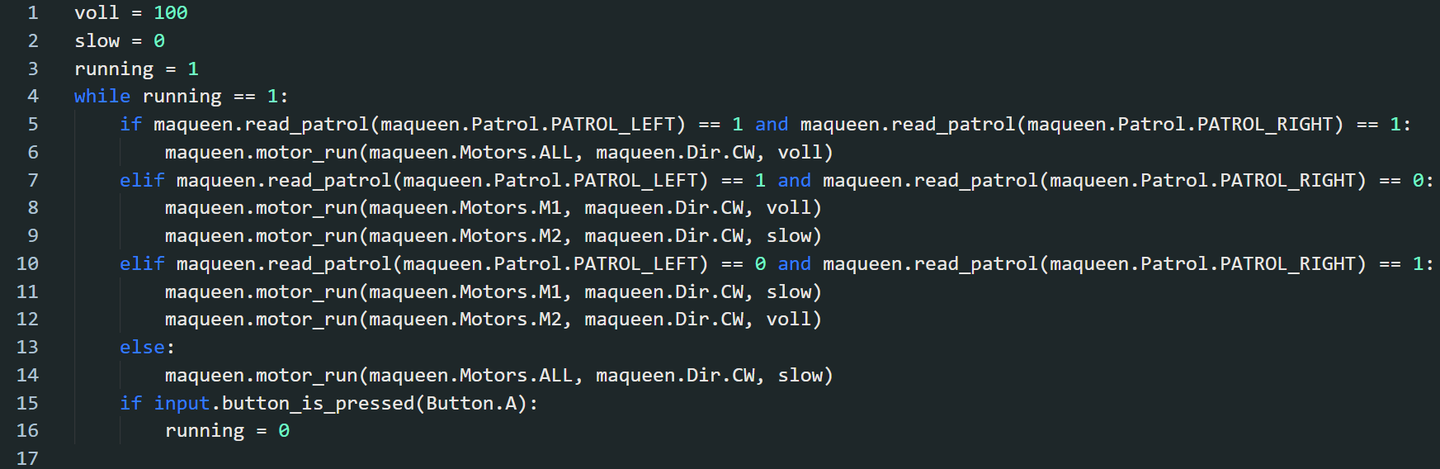 1 voll = 100
2 slow = 0
3 running = 1
4 while running == 1:
5     if maqueen.read_patrol(maqueen.Patrol.PATROL_LEFT) == 1 and maqueen.read_patrol(maqueen.Patrol.PATROL_RIGHT) == 1:
6         maqueen.motor_run(maqueen.Motors.ALL, maqueen.Dir.CW, voll)
7     elif maqueen.read_patrol(maqueen.Patrol.PATROL_LEFT) == 1 and maqueen.read_patrol(maqueen.Patrol.PATROL_RIGHT) == 0:
8         maqueen.motor_run(maqueen.Motors.M1, maqueen.Dir.CW, voll)
9         maqueen.motor_run(maqueen.Motors.M2, maqueen.Dir.CW, slow)
10     elif maqueen.read_patrol(maqueen.Patrol.PATROL_LEFT) == 0 and maqueen.read_patrol(maqueen.Patrol.PATROL_RIGHT) == 1:
11         maqueen.motor_run(maqueen.Motors.M1, maqueen.Dir.CW, slow)
12         maqueen.motor_run(maqueen.Motors.M2, maqueen.Dir.CW, voll)
13     else:
14         maqueen.motor_run(maqueen.Motors.ALL, maqueen.Dir.CW, slow)
15     if input.button_is_pressed(Button.A):
16         running = 0
17